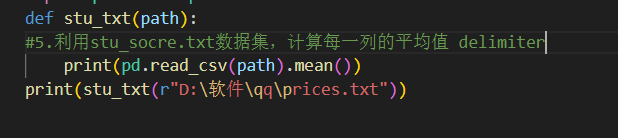 def stu_txt(path):
#5.利用stu_socre.txt数据集，计算每一列的平均值 delimiter
    print(pd.read_csv(path).mean())
print(stu_txt(r"D:\软件\qq\prices.txt"))